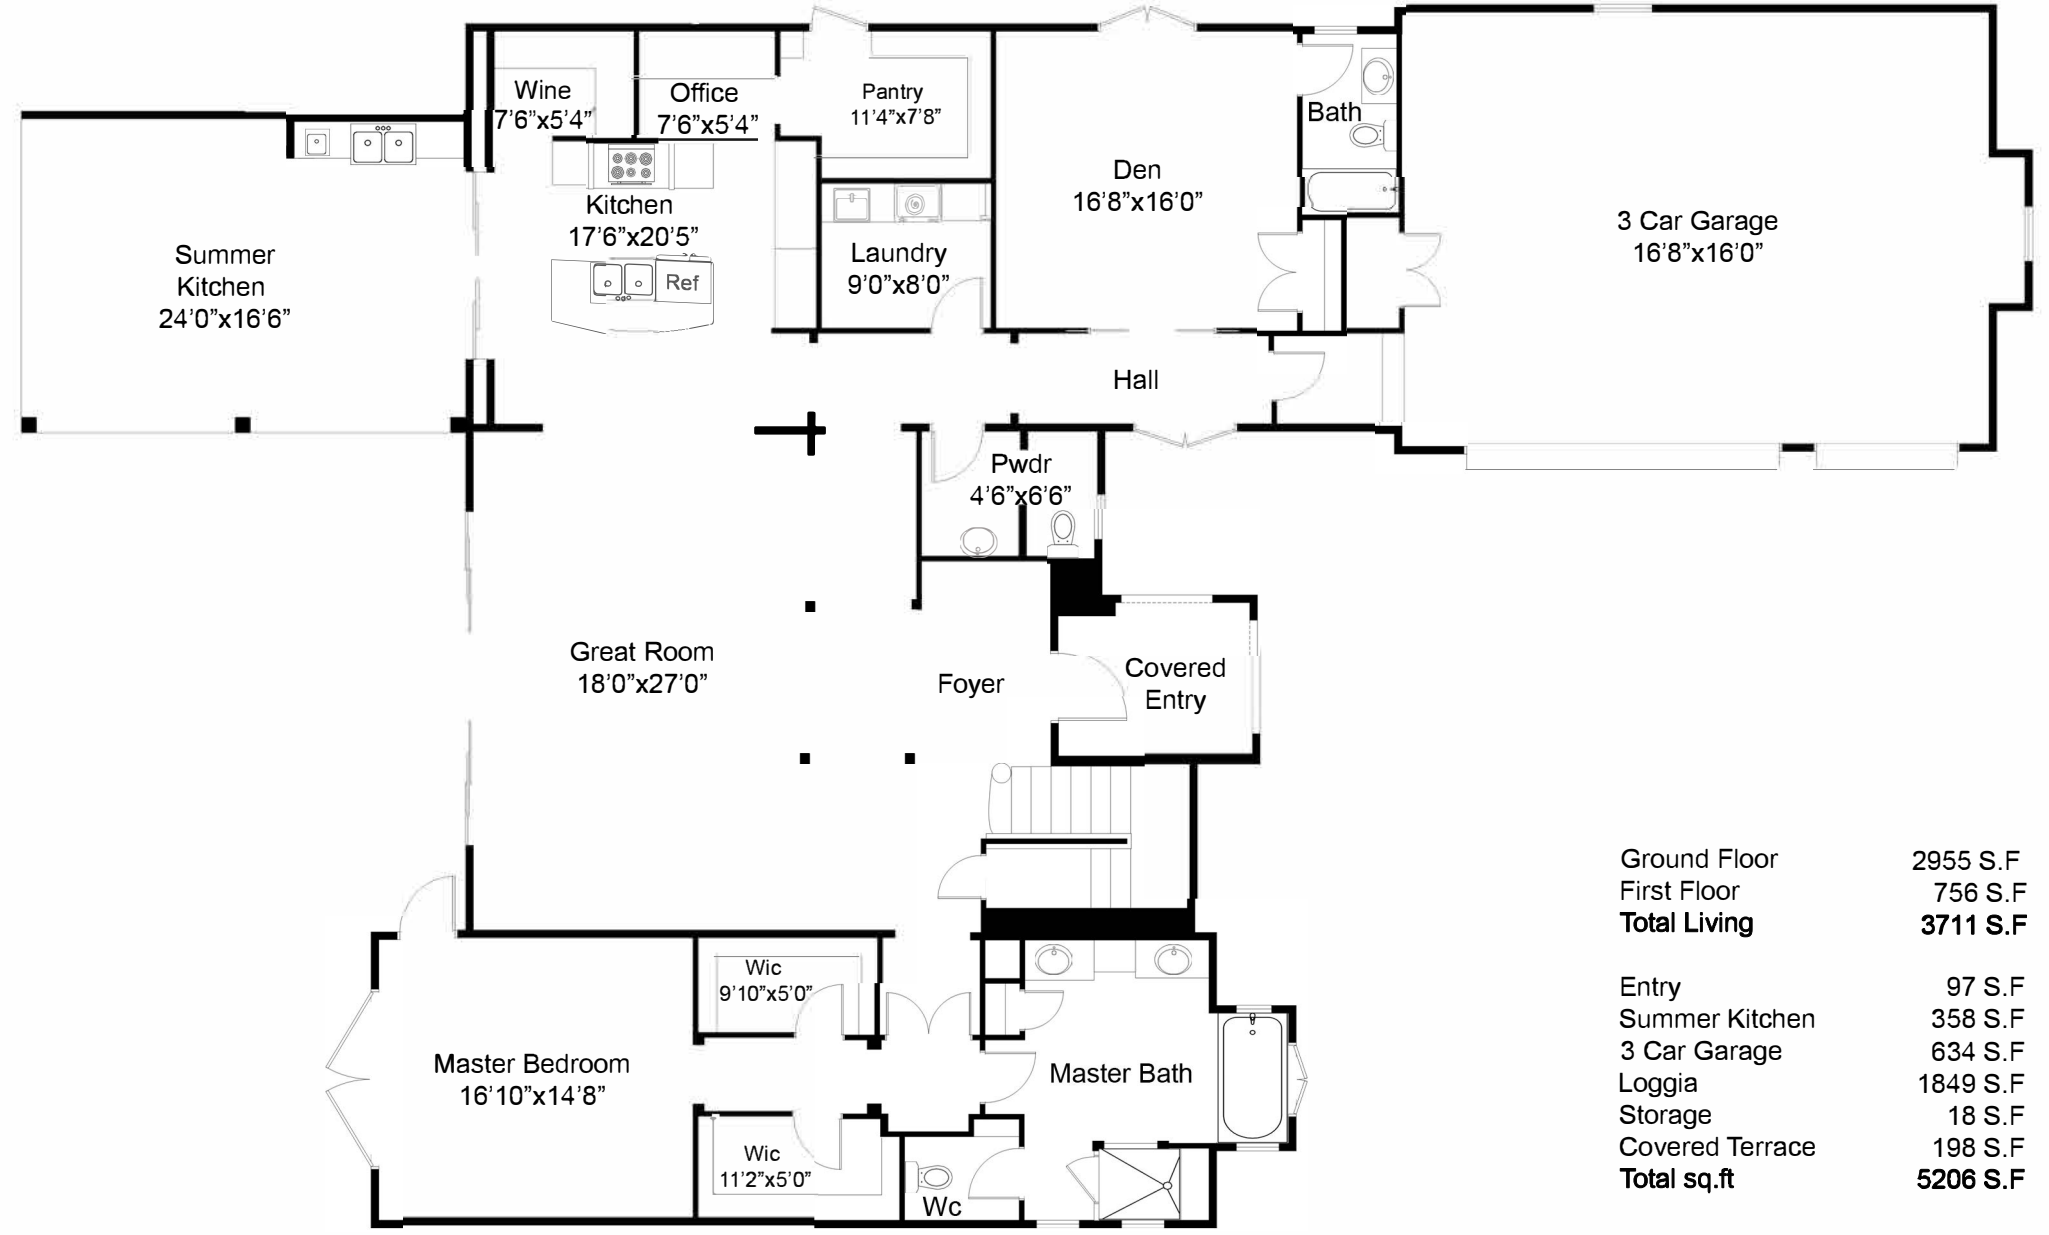 Wine
7’6”x5’4”
Office
7’6”x5’4”
Pantry
11’4”x7’8”
Bath
Den
16’8”x16’0”
3 Car Garage
16’8”x16’0”
Kitchen
17’6”x20’5”
Summer
Kitchen
24’0”x16’6”
Laundry
9’0”x8’0”
Ref
Hall
Pwdr
4’6”x6’6”
Great Room
18’0”x27’0”
Foyer
Covered
Entry
Wic
9’10”x5’0”
Master Bedroom
16’10”x14’8”
Master Bath
Wic
11’2”x5’0”
Wc
Ground Floor 2955 S.F
First Floor 756 S.F
Total Living 3711 S.F
Entry 97 S.F
Summer Kitchen 358 S.F
3 Car Garage 634 S.F
Loggia 1849 S.F
Storage 18 S.F
Covered Terrace 198 S.F
Total sq.ft 5206 S.F